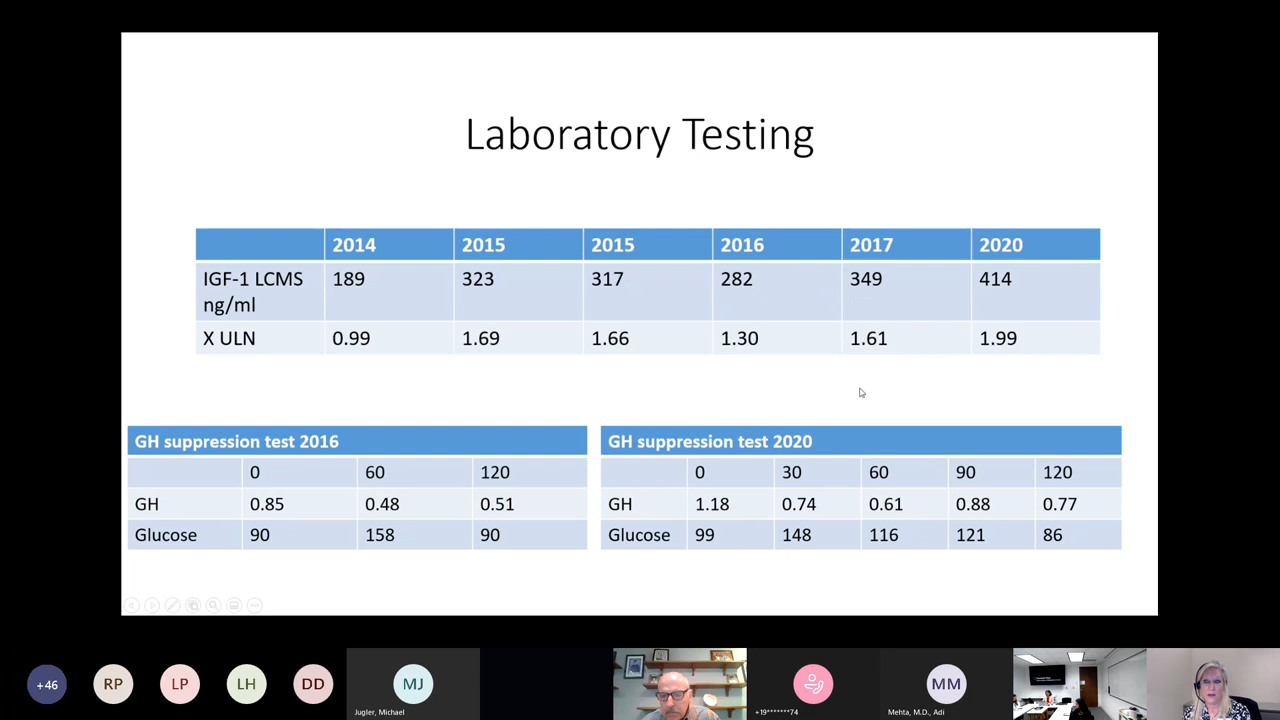 Laboratory Testing
2014 2015 2015 2016 2017 2020
IGF-1 LCMS ng/ml 189 323 317 282 349 414
X ULN 0.99 1.69 1.66 1.30 1.61 1.99
GH suppression test 2016
0 60 120
GH 0.85 0.48 0.51
Glucose 90 158 90
GH suppression test 2020
0 30 60 90 120
GH 1.18 0.74 0.61 0.88 0.77
Glucose 99 148 116 121 86
+46 RP LP LH DD MJ MM
Jugler, Michael
+19*******74
Mehta, M.D., Adi